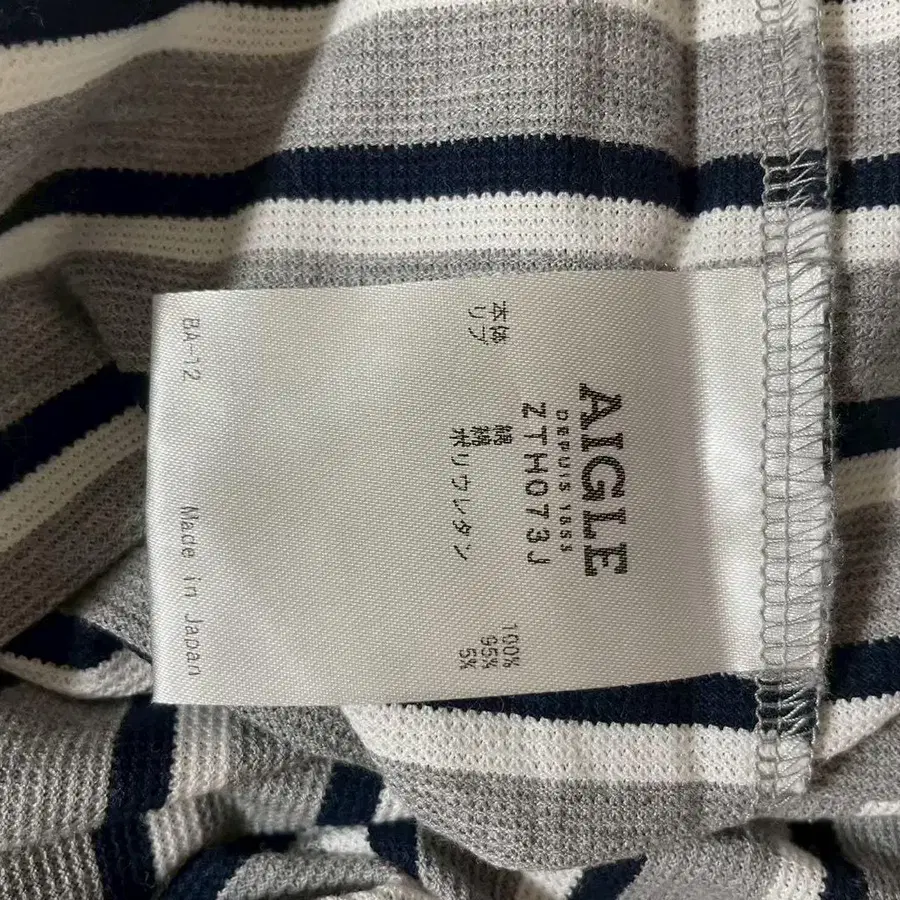 AIGLE
DEPUIS 1853
ZTH073J
本体 綿 100%
リブ 綿 95%
ポリウレタン 5%
BA-12 Made in Japan